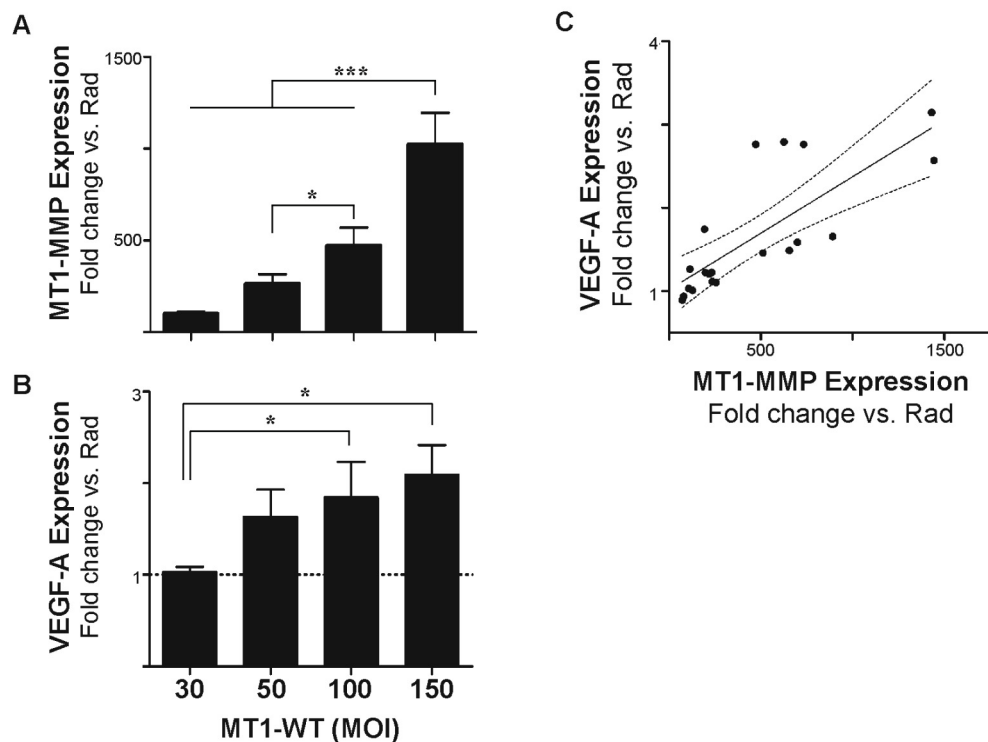 A
MT1-MMP Expression
Fold change vs. Rad
1500
500
***
*
B
VEGF-A Expression
Fold change vs. Rad
3
1
*
*
30 50 100 150
MT1-WT (MOI)
C
VEGF-A Expression
Fold change vs. Rad
4
1
500 1500
MT1-MMP Expression
Fold change vs. Rad